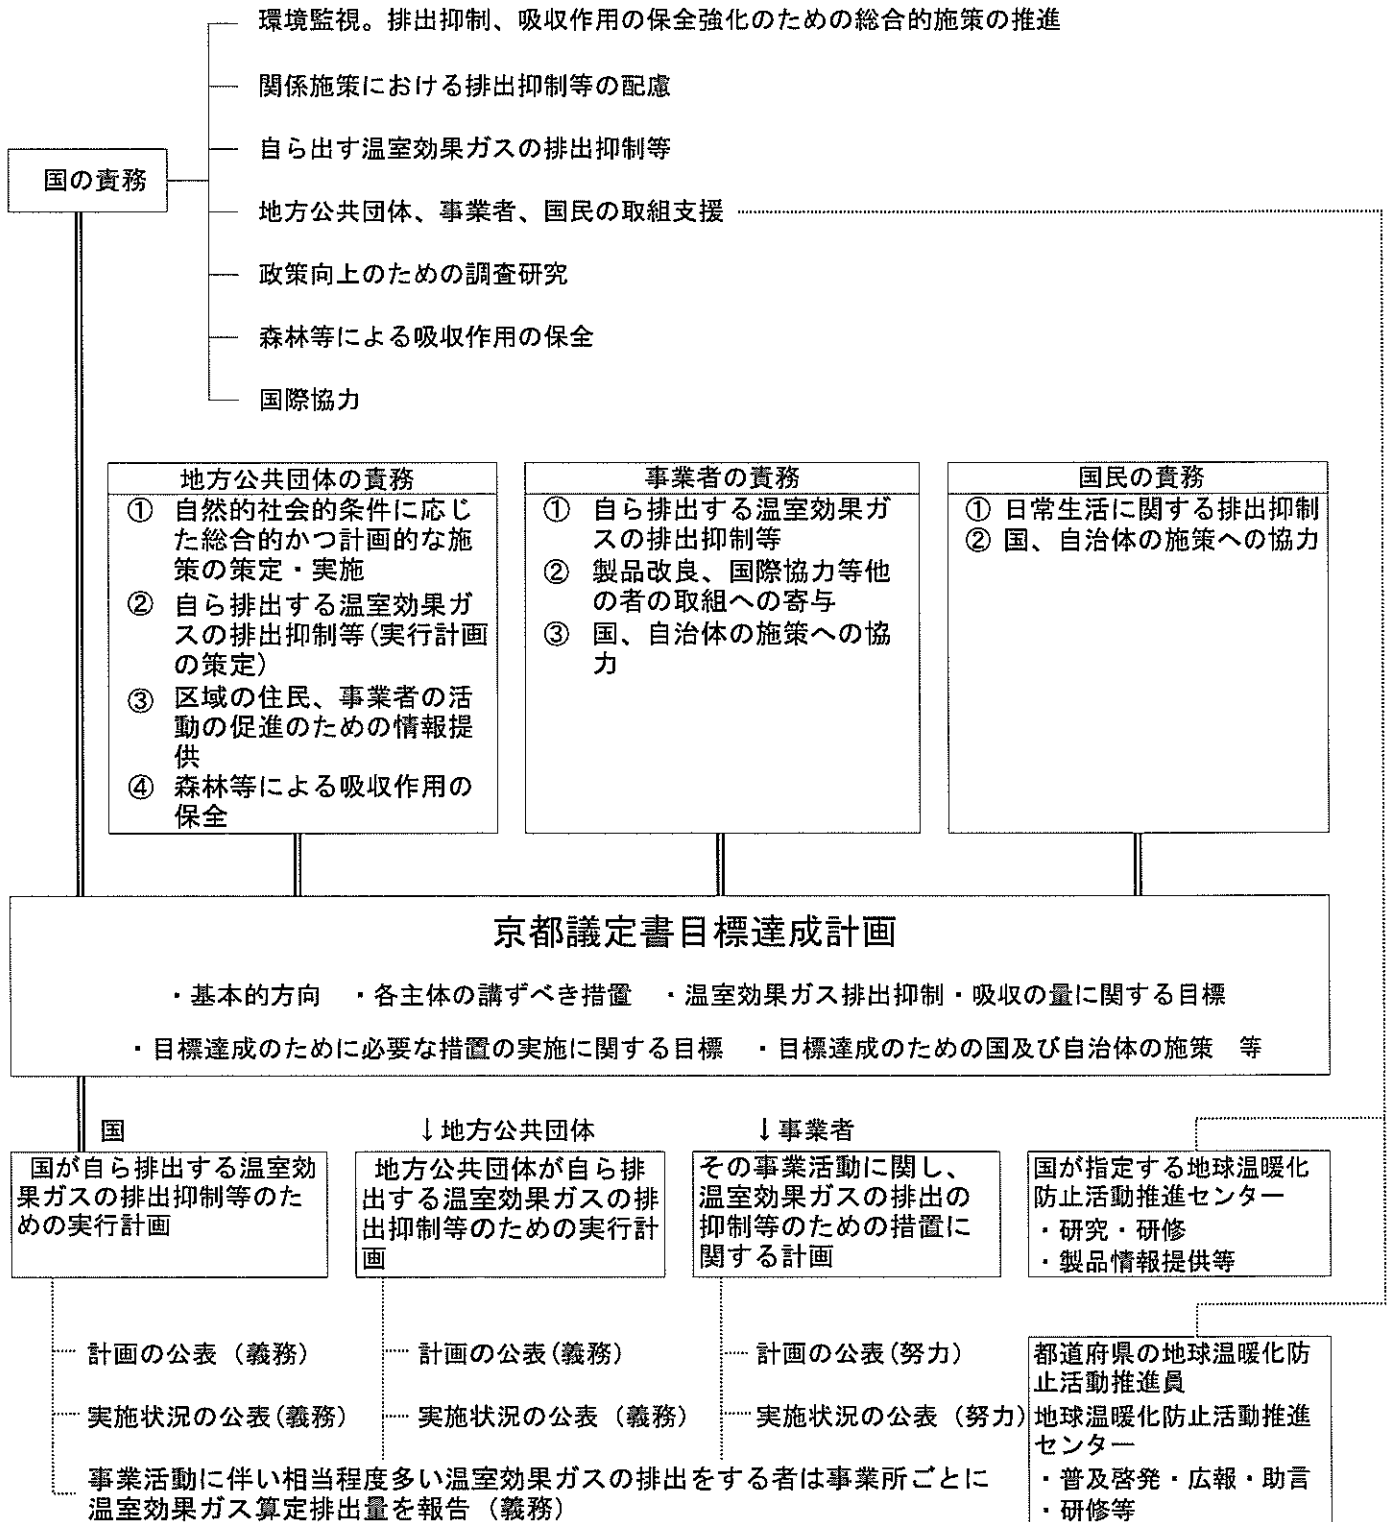 環境監視。排出抑制、吸収作用の保全強化のための総合的施策の推進
関係施策における排出抑制等の配慮
自ら出す温室効果ガスの排出抑制等
国の責務
地方公共団体、事業者、国民の取組支援
政策向上のための調査研究
森林等による吸収作用の保全
国際協力
地方公共団体の責務
① 自然的社会的条件に応じ
た総合的かつ計画的な施
策の策定・実施
② 自ら排出する温室効果ガ
スの排出抑制等(実行計画
の策定)
③ 区域の住民、事業者の活
動の促進のための情報提
供
④ 森林等による吸収作用の
保全
事業者の責務
① 自ら排出する温室効果ガ
スの排出抑制等
② 製品改良、国際協力等他
の者の取組への寄与
③ 国、自治体の施策への協
力
国民の責務
① 日常生活に関する排出抑制
② 国、自治体の施策への協力
京都議定書目標達成計画
・基本的方向 ・各主体の講ずべき措置 ・温室効果ガス排出抑制・吸収の量に関する目標
・目標達成のために必要な措置の実施に関する目標 ・目標達成のための国及び自治体の施策 等
国
国が自ら排出する温室効
果ガスの排出抑制等のた
めの実行計画
計画の公表（義務）
実施状況の公表(義務)
↓地方公共団体
地方公共団体が自ら排
出する温室効果ガスの排
出抑制等のための実行計
画
計画の公表(義務)
実施状況の公表（義務）
↓事業者
その事業活動に関し、
温室効果ガスの排出の
抑制等のための措置に
関する計画
計画の公表(努力)
実施状況の公表（努力)
事業活動に伴い相当程度多い温室効果ガスの排出をする者は事業所ごとに
温室効果ガス算定排出量を報告（義務）
国が指定する地球温暖化
防止活動推進センター
・研究・研修
・製品情報提供等
都道府県の地球温暖化防
止活動推進員
地球温暖化防止活動推進
センター
・普及啓発・広報・助言
・研修等